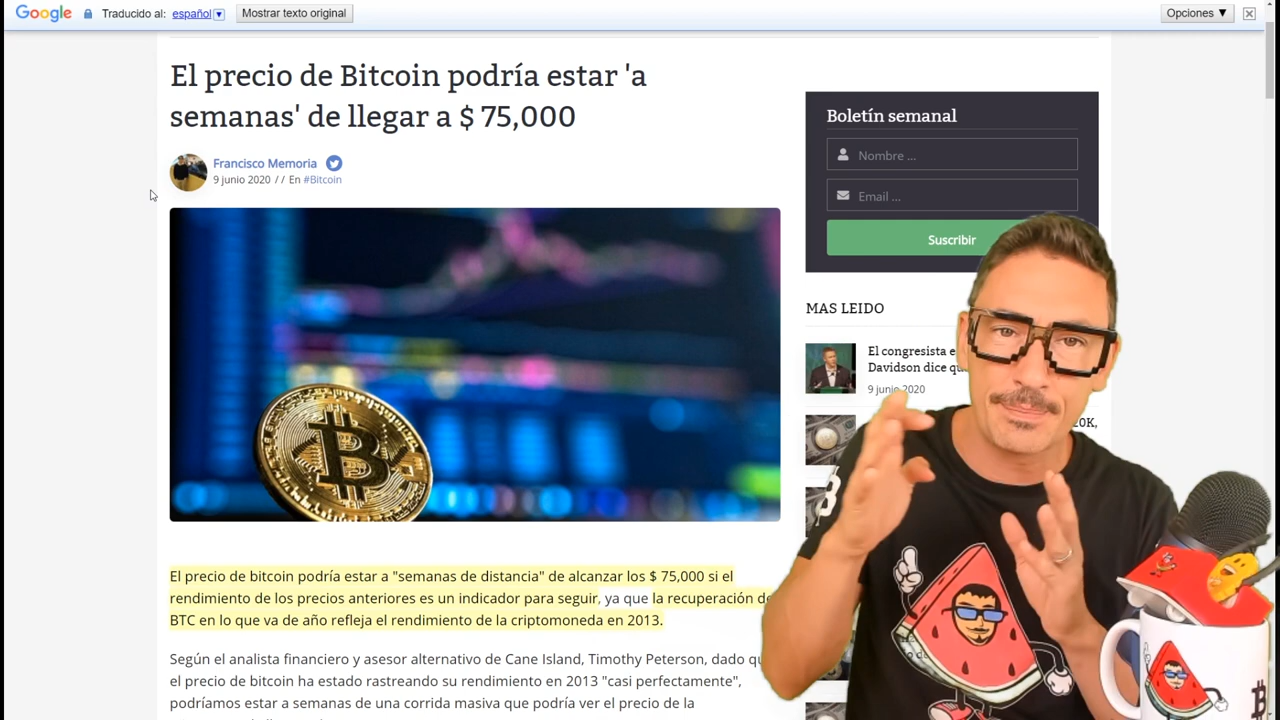 Google Traducido al: español Mostrar texto original Opciones ▼
El precio de Bitcoin podría estar 'a
semanas' de llegar a $ 75,000
Francisco Memoria
9 junio 2020 // En #Bitcoin
Boletín semanal
Nombre ...
Email ...
Suscribir
MAS LEIDO
El congresista e
Davidson dice qu
9 junio 2020
20K,
El precio de bitcoin podría estar a "semanas de distancia" de alcanzar los $ 75,000 si el
rendimiento de los precios anteriores es un indicador para seguir, ya que la recuperación de
BTC en lo que va de año refleja el rendimiento de la criptomoneda en 2013.
Según el analista financiero y asesor alternativo de Cane Island, Timothy Peterson, dado qu
el precio de bitcoin ha estado rastreando su rendimiento en 2013 "casi perfectamente",
podríamos estar a semanas de una corrida masiva que podría ver el precio de la